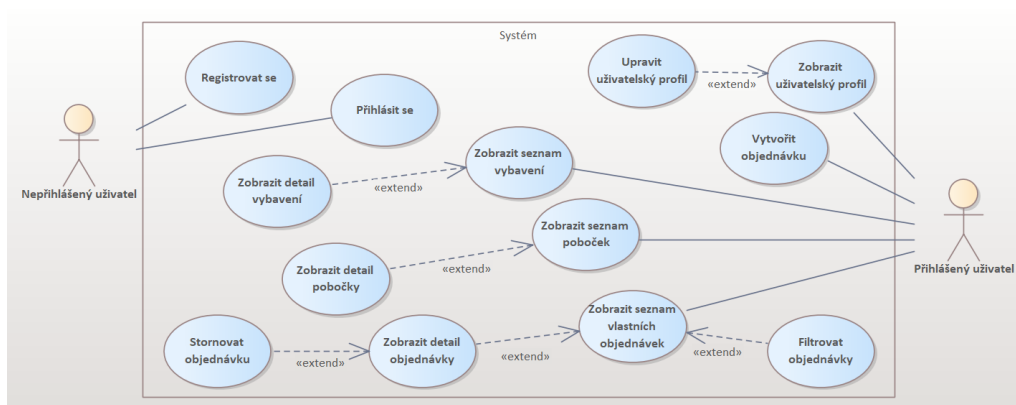 Systém
Registrovat se
Upravit
uživatelský profil
«extend»
Zobrazit
uživatelský profil
Přihlásit se
Nepřihlášený uživatel
Vytvořit
objednávku
Zobrazit seznam
vybavení
Zobrazit detail
vybavení
«extend»
Zobrazit seznam
poboček
Zobrazit detail
pobočky
«extend»
Přihlášený uživatel
Zobrazit seznam
vlastních
objednávek
Stornovat
objednávku
«extend»
Zobrazit detail
objednávky
«extend»
«extend»
Filtrovat
objednávky